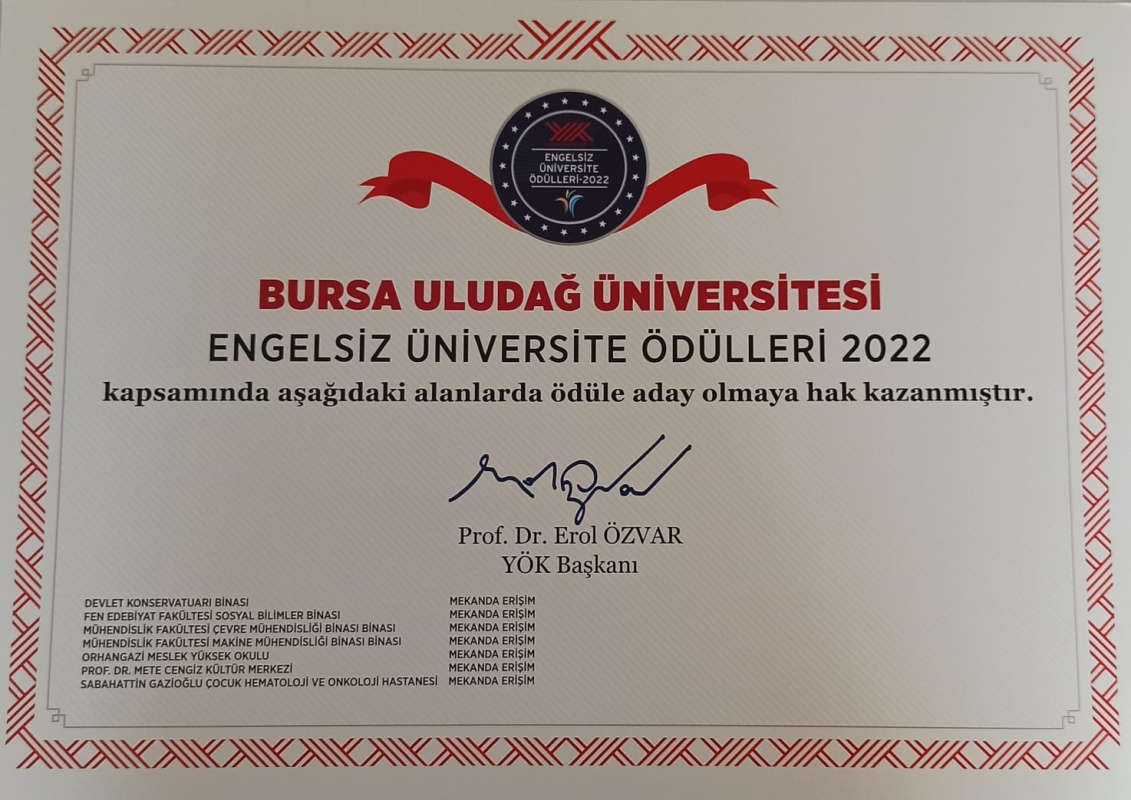 YÖK
ENGELSİZ
ÜNİVERSİTE
ÖDÜLLERİ-2022
BURSA ULUDAĞ ÜNİVERSİTESİ
ENGELSİZ ÜNİVERSİTE ÖDÜLLERİ 2022
kapsamında aşağıdaki alanlarda ödüle aday olmaya hak kazanmıştır.
Prof. Dr. Erol ÖZVAR
YÖK Başkanı
DEVLET KONSERVATUARI BİNASI MEKANDA ERİŞİM
FEN EDEBİYAT FAKÜLTESİ SOSYAL BİLİMLER BİNASI MEKANDA ERİŞİM
MÜHENDİSLİK FAKÜLTESİ ÇEVRE MÜHENDİSLİĞİ BİNASI BİNASI MEKANDA ERİŞİM
MÜHENDİSLİK FAKÜLTESİ MAKİNE MÜHENDİSLİĞİ BİNASI BİNASI MEKANDA ERİŞİM
ORHANGAZİ MESLEK YÜKSEK OKULU MEKANDA ERİŞİM
PROF. DR. METE CENGİZ KÜLTÜR MERKEZİ MEKANDA ERİŞİM
SABAHATTİN GAZİOĞLU ÇOCUK HEMATOLOJİ VE ONKOLOJİ HASTANESİ MEKANDA ERİŞİM